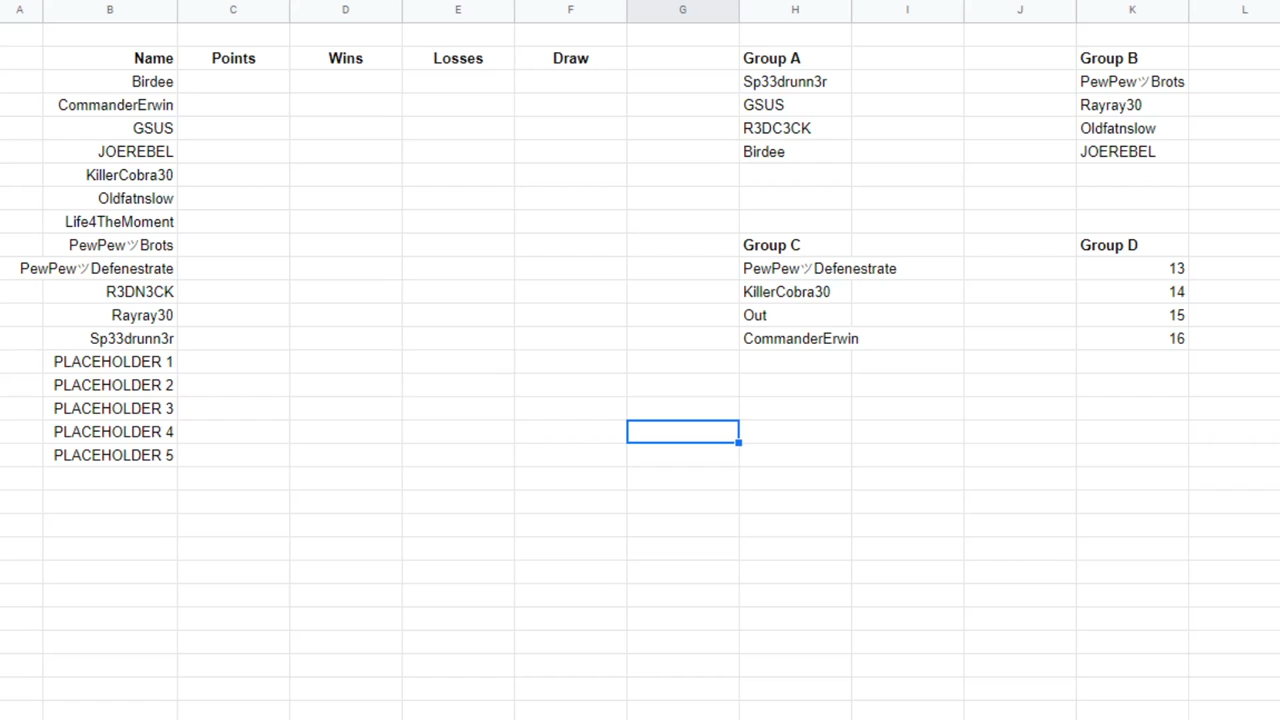 A B C D E F G H I J K L
Name Points Wins Losses Draw Group A Group B
Birdee Sp33drunn3r PewPewツBrots
CommanderErwin GSUS Rayray30
GSUS R3DC3CK Oldfatnslow
JOEREBEL Birdee JOEREBEL
KillerCobra30
Oldfatnslow
Life4TheMoment
PewPewツBrots Group C Group D
PewPewツDefenestrate PewPewツDefenestrate 13
R3DN3CK KillerCobra30 14
Rayray30 Out 15
Sp33drunn3r CommanderErwin 16
PLACEHOLDER 1
PLACEHOLDER 2
PLACEHOLDER 3
PLACEHOLDER 4
PLACEHOLDER 5